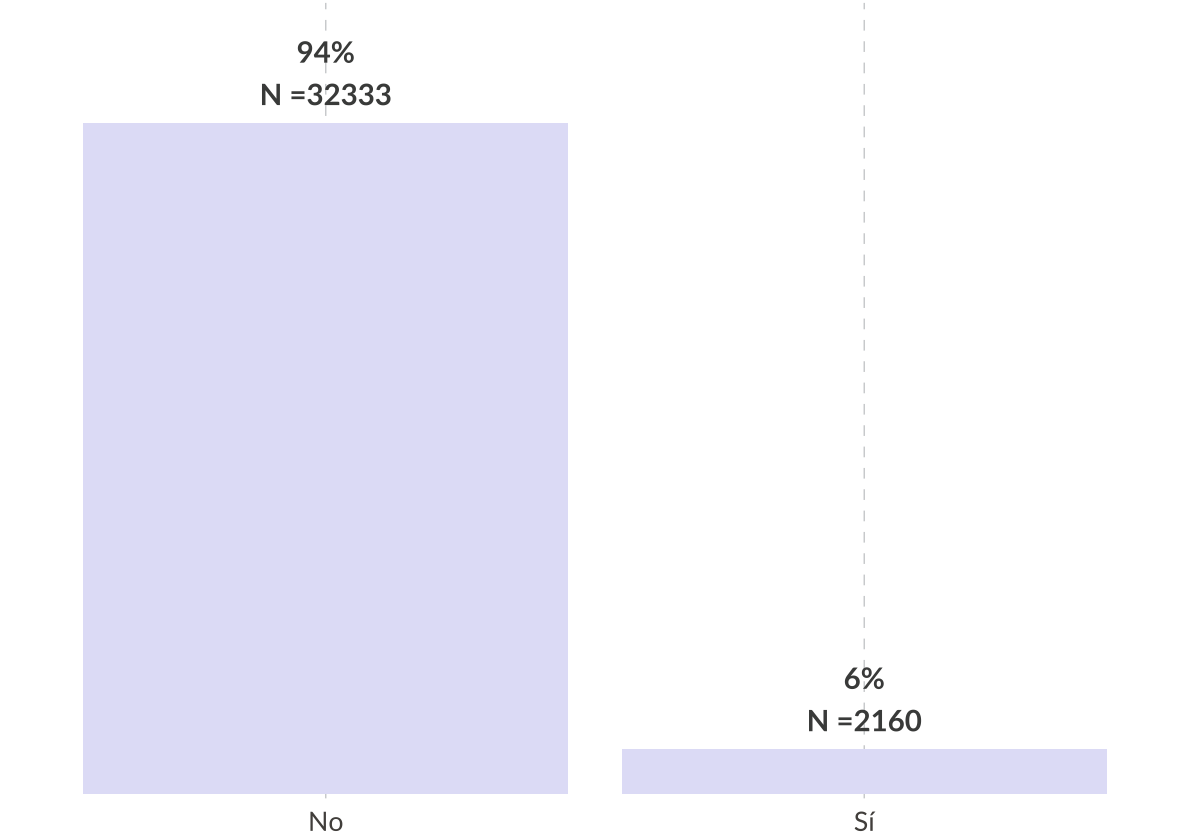 94%
N =32333
6%
N =2160
No
Sí